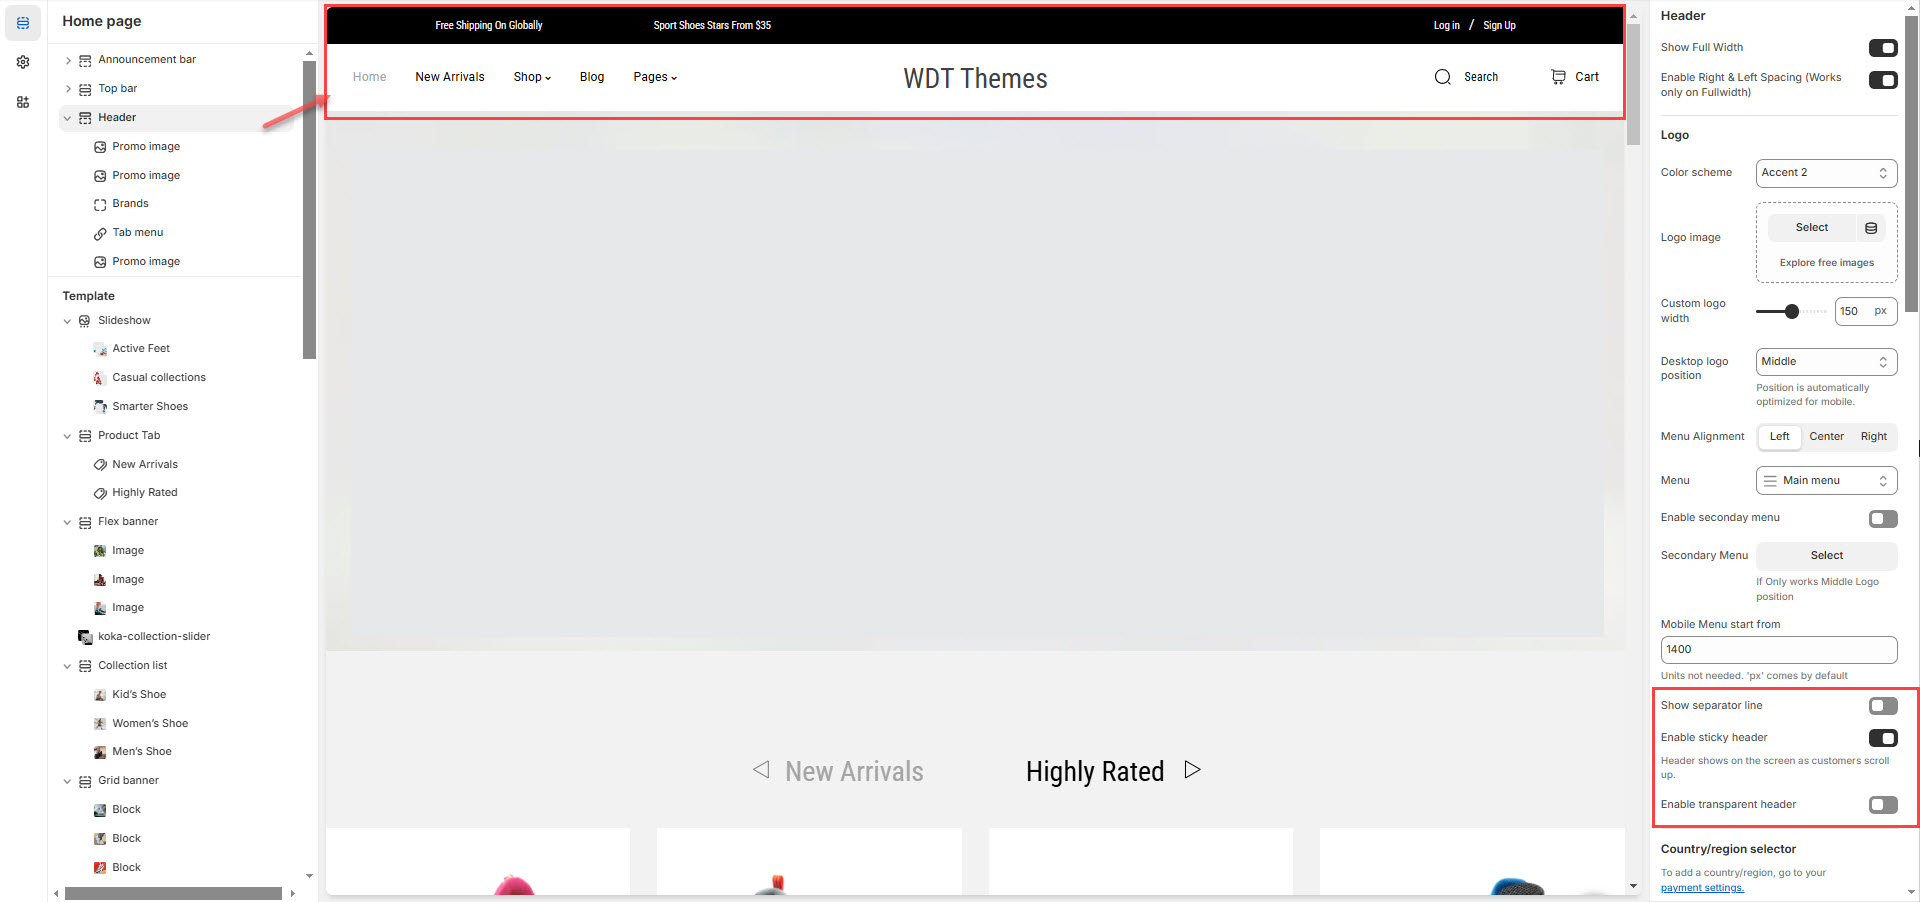 Home page
Announcement bar
Top bar
Header
Promo image
Promo image
Brands
Tab menu
Promo image
Template
Slideshow
Active Feet
Casual collections
Smarter Shoes
Product Tab
New Arrivals
Highly Rated
Flex banner
Image
Image
Image
koka-collection-slider
Collection list
Kid's Shoe
Women's Shoe
Men's Shoe
Grid banner
Block
Block
Block
Free Shipping On Globally
Sport Shoes Stars From $35
Log in / Sign Up
Home
New Arrivals
Shop
Blog
Pages
WDT Themes
Search
Cart
New Arrivals
Highly Rated
Header
Show Full Width
Enable Right & Left Spacing (Works
only on Fullwidth)
Logo
Color scheme
Accent 2
Logo image
Select
Explore free images
Custom logo
width
150 px
Desktop logo
position
Middle
Position is automatically
optimized for mobile.
Menu Alignment
Left
Center
Right
Menu
Main menu
Enable seconday menu
Secondary Menu
Select
If Only works Middle Logo
position
Mobile Menu start from
1400
Units not needed. 'px' comes by default
Show separator line
Enable sticky header
Header shows on the screen as customers scroll
up.
Enable transparent header
Country/region selector
To add a country/region, go to your
payment settings.